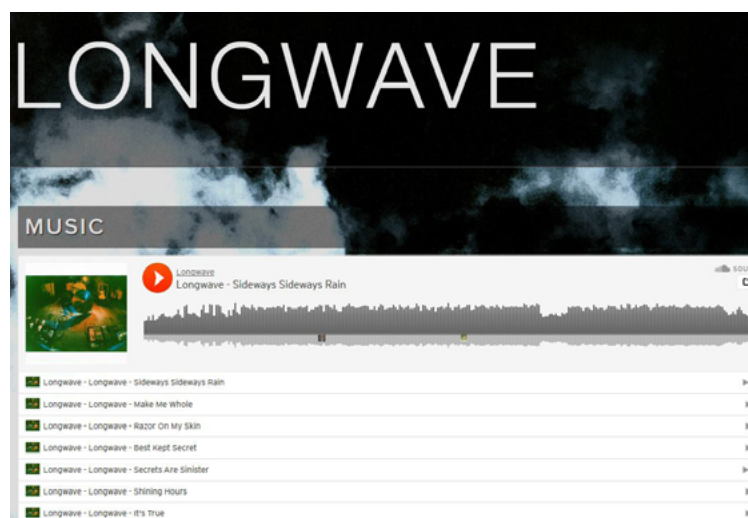 LONGWAVE
MUSIC
Longwave
Longwave - Sideways Sideways Rain
Longwave - Longwave - Sideways Sideways Rain
Longwave - Longwave - Make Me Whole
Longwave - Longwave - Razor On My Skin
Longwave - Longwave - Best Kept Secret
Longwave - Longwave - Secrets Are Sinister
Longwave - Longwave - Shining Hours
Longwave - Longwave - It's True